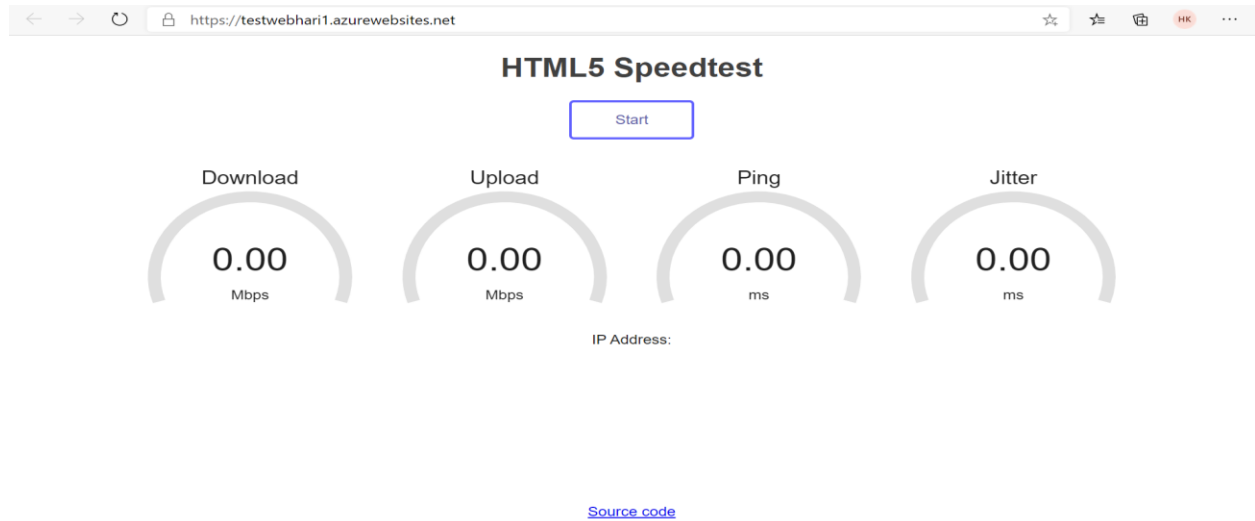 https://testwebhari1.azurewebsites.net HK ...
HTML5 Speedtest
Start
Download Upload Ping Jitter
0.00 0.00 0.00 0.00
Mbps Mbps ms ms
IP Address:
Source code